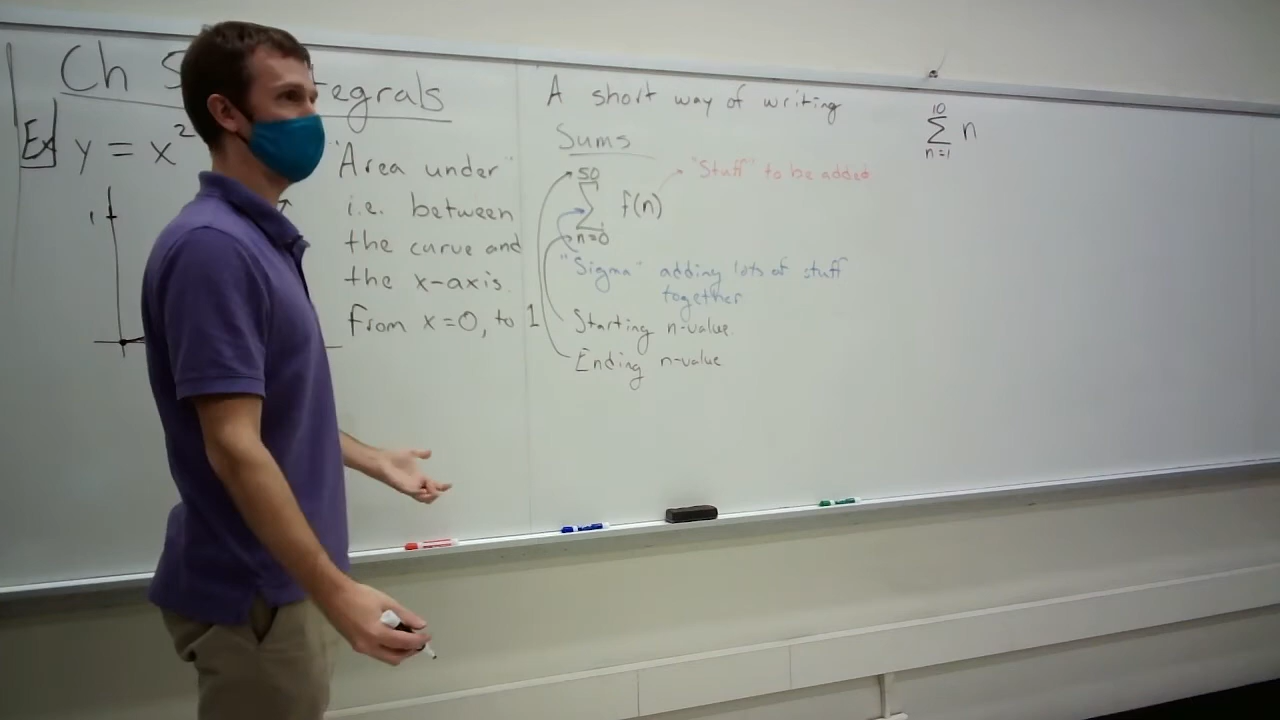 Ch 5 tegrals
Ex y = x²
1
"Area under"
i.e. between
the curve and
the x-axis.
from x=0, to 1
A short way of writing
Sums
50
Σ f(n)
n=0
"Stuff" to be added
"Sigma" adding lots of stuff
together
Starting n-value
Ending n-value
10
Σ n
n=1